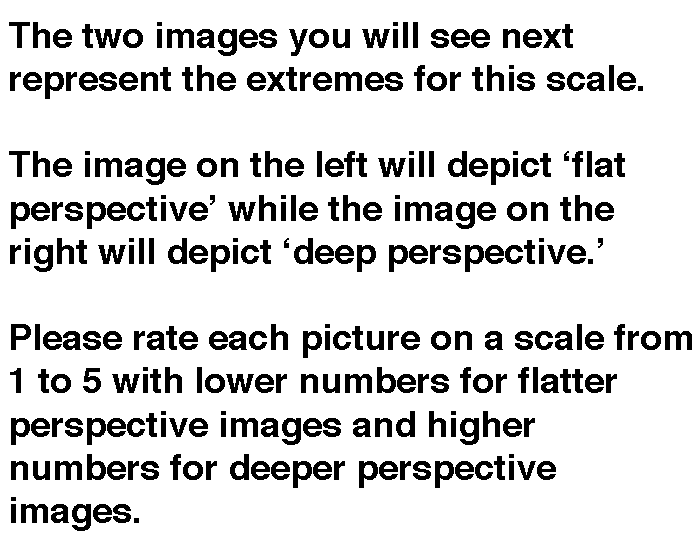 The two images you will see next
represent the extremes for this scale.
The image on the left will depict ‘flat
perspective’ while the image on the
right will depict ‘deep perspective.’
Please rate each picture on a scale from
1 to 5 with lower numbers for flatter
perspective images and higher
numbers for deeper perspective
images.